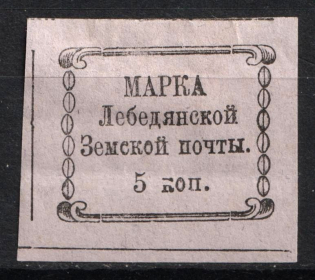 МАРКА
Лебедянской
Земской почты.
5 коп.